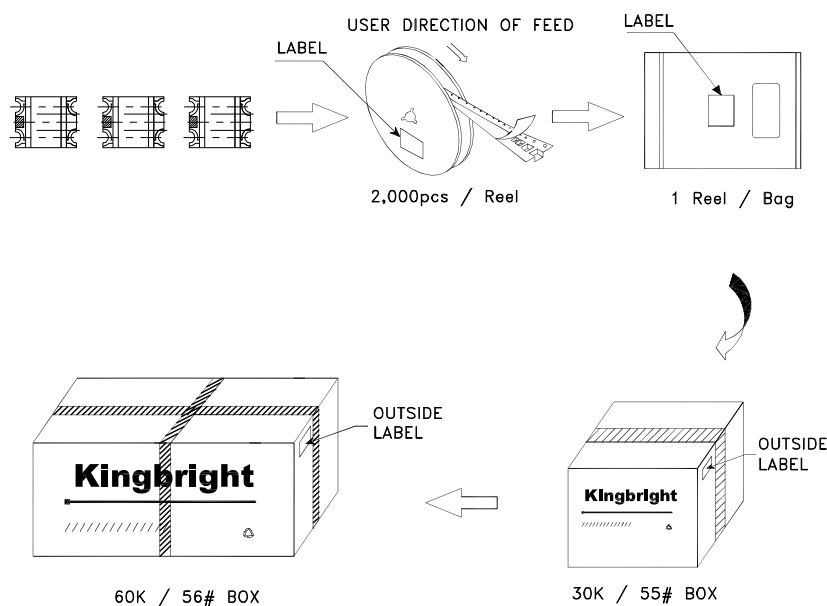 USER DIRECTION OF FEED
LABEL
LABEL
2,000pcs / Reel
1 Reel / Bag
OUTSIDE
LABEL
Kingbright
60K / 56# BOX
OUTSIDE
LABEL
Kingbright
30K / 55# BOX